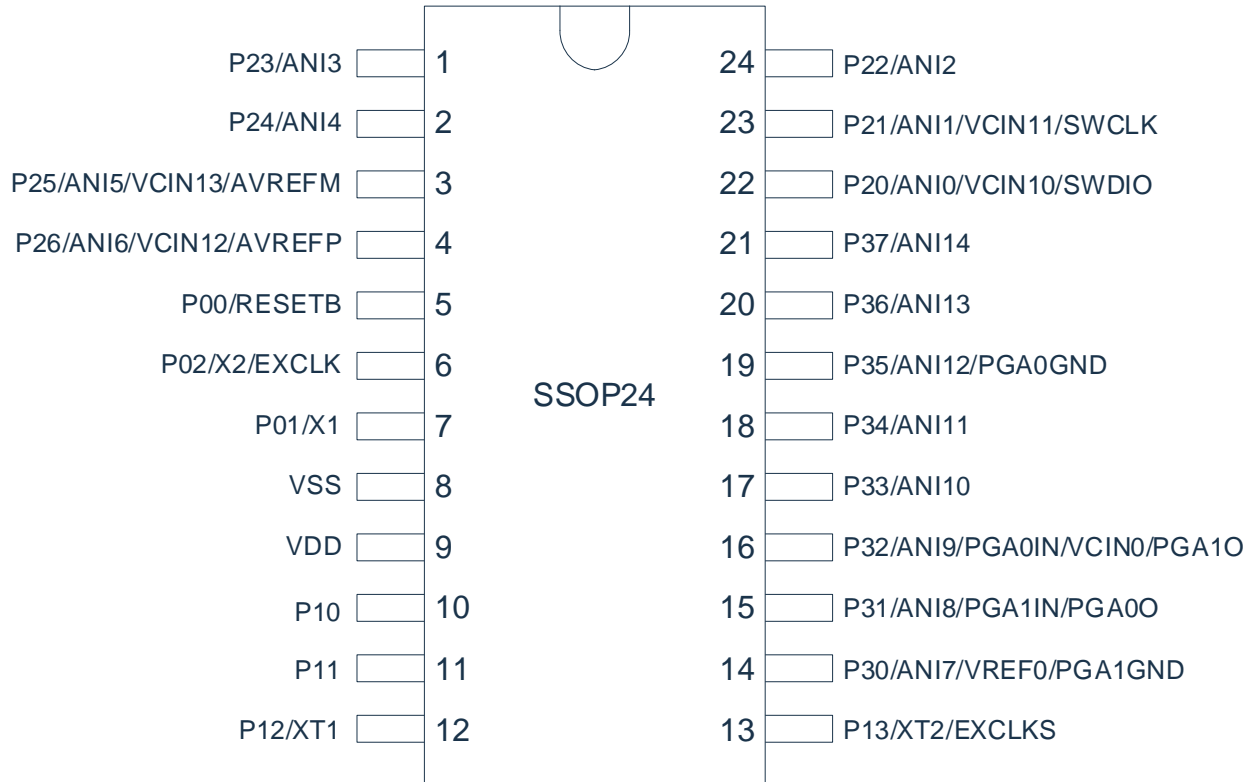 P23/ANI3 1 24 P22/ANI2
P24/ANI4 2 23 P21/ANI1/VCIN11/SWCLK
P25/ANI5/VCIN13/AVREFM 3 22 P20/ANI0/VCIN10/SWDIO
P26/ANI6/VCIN12/AVREFP 4 21 P37/ANI14
P00/RESETB 5 20 P36/ANI13
P02/X2/EXCLK 6 19 P35/ANI12/PGA0GND
SSOP24
P01/X1 7 18 P34/ANI11
VSS 8 17 P33/ANI10
VDD 9 16 P32/ANI9/PGA0IN/VCIN0/PGA1O
P10 10 15 P31/ANI8/PGA1IN/PGA0O
P11 11 14 P30/ANI7/VREF0/PGA1GND
P12/XT1 12 13 P13/XT2/EXCLKS